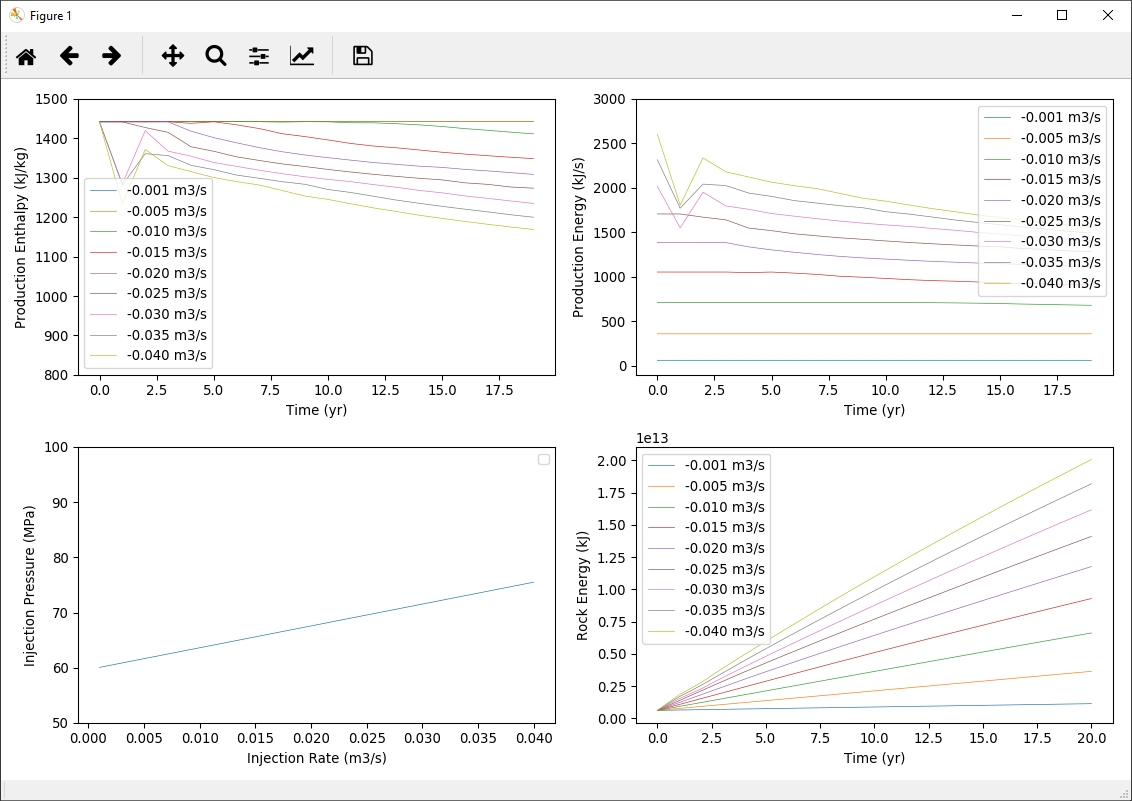 Figure 1
1500
1400
1300
1200
1100
1000
900
800
Production Enthalpy (kJ/kg)
-0.001 m3/s
-0.005 m3/s
-0.010 m3/s
-0.015 m3/s
-0.020 m3/s
-0.025 m3/s
-0.030 m3/s
-0.035 m3/s
-0.040 m3/s
0.0 2.5 5.0 7.5 10.0 12.5 15.0 17.5
Time (yr)
3000
2500
2000
1500
1000
500
0
Production Energy (kJ/s)
-0.001 m3/s
-0.005 m3/s
-0.010 m3/s
-0.015 m3/s
-0.020 m3/s
-0.025 m3/s
-0.030 m3/s
-0.035 m3/s
-0.040 m3/s
0.0 2.5 5.0 7.5 10.0 12.5 15.0 17.5
Time (yr)
100
90
80
70
60
50
Injection Pressure (MPa)
0.000 0.005 0.010 0.015 0.020 0.025 0.030 0.035 0.040
Injection Rate (m3/s)
1e13
2.00
1.75
1.50
1.25
1.00
0.75
0.50
0.25
0.00
Rock Energy (kJ)
-0.001 m3/s
-0.005 m3/s
-0.010 m3/s
-0.015 m3/s
-0.020 m3/s
-0.025 m3/s
-0.030 m3/s
-0.035 m3/s
-0.040 m3/s
0.0 2.5 5.0 7.5 10.0 12.5 15.0 17.5 20.0
Time (yr)